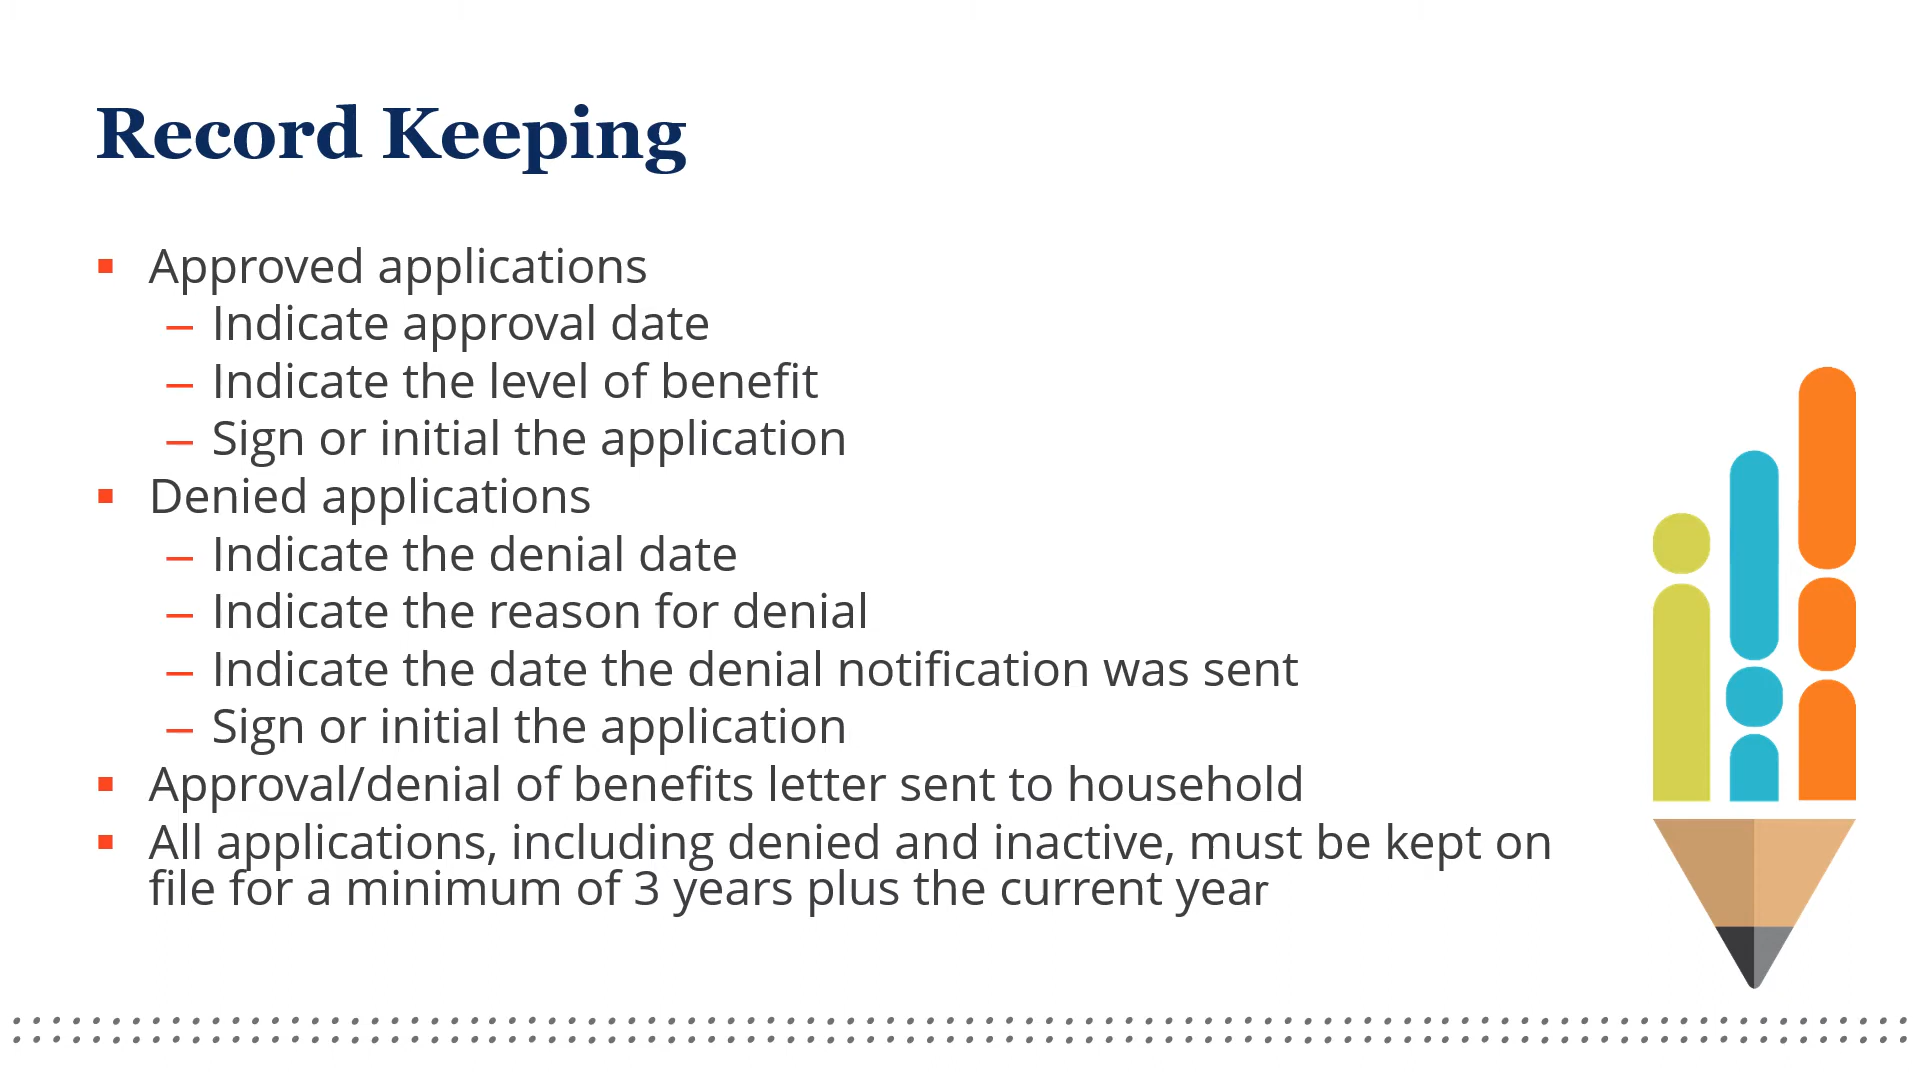 Record Keeping
▪ Approved applications
– Indicate approval date
– Indicate the level of benefit
– Sign or initial the application
▪ Denied applications
– Indicate the denial date
– Indicate the reason for denial
– Indicate the date the denial notification was sent
– Sign or initial the application
▪ Approval/denial of benefits letter sent to household
▪ All applications, including denied and inactive, must be kept on
file for a minimum of 3 years plus the current year